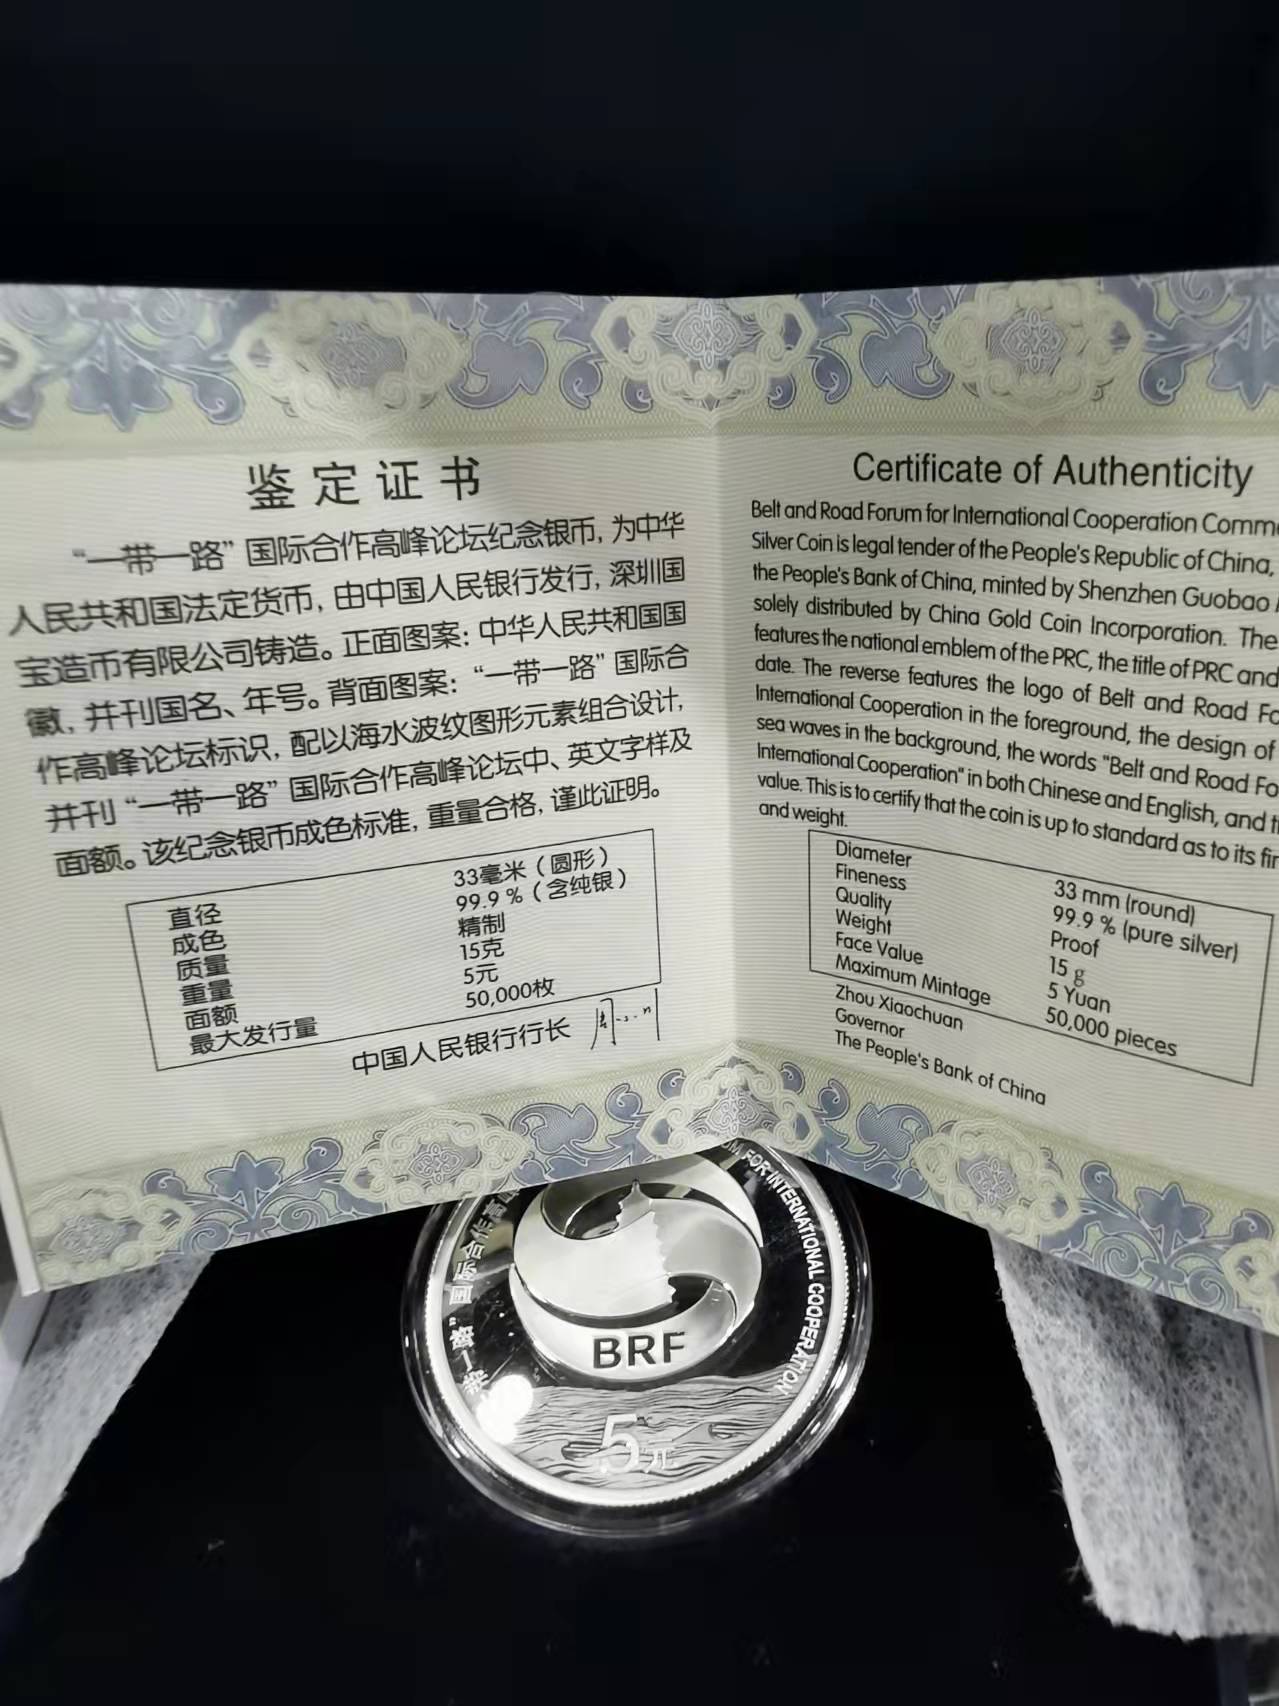 鉴定证书
“一带一路”国际合作高峰论坛纪念银币，为中华
人民共和国法定货币，由中国人民银行发行，深圳国
宝造币有限公司铸造。正面图案：中华人民共和国国
徽，并刊国名、年号。背面图案：“一带一路”国际合
作高峰论坛标识，配以海水波纹图形元素组合设计，
并刊“一带一路”国际合作高峰论坛中、英文字样及
面额。该纪念银币成色标准，重量合格，谨此证明。
直径 33毫米（圆形）
成色 99.9％（含纯银）
质量 精制
重量 15克
面额 5元
最大发行量 50,000枚
中国人民银行行长
Certificate of Authenticity
Belt and Road Forum for International Cooperation
Silver Coin is legal tender of the People's Republic of China,
the People's Bank of China, minted by Shenzhen Guobao
solely distributed by China Gold Coin Incorporation. The
features the national emblem of the PRC, the title of PRC and
date. The reverse features the logo of Belt and Road
International Cooperation in the foreground, the design of
sea waves in the background, the words "Belt and Road
International Cooperation" in both Chinese and English, and
value. This is to certify that the coin is up to standard as to its
and weight.
Diameter 33 mm (round)
Fineness 99.9 % (pure silver)
Quality Proof
Weight 15 g
Face Value 5 Yuan
Maximum Mintage 50,000 pieces
Zhou Xiaochuan
Governor
The People's Bank of China
一路”国际合作高
FOR INTERNATIONAL COOPERATION
BRF
5元